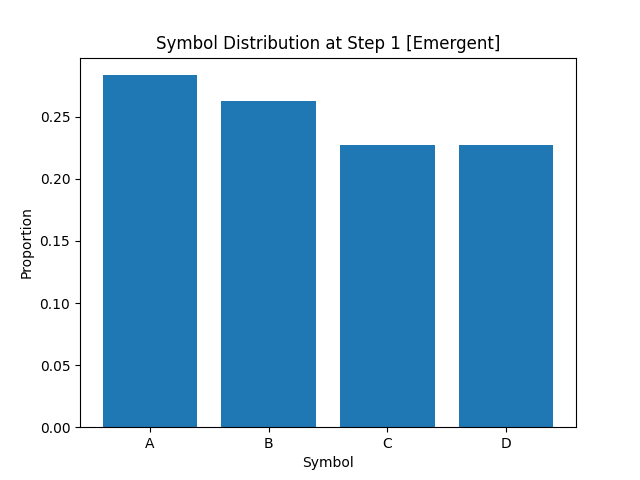 Symbol Distribution at Step 1 [Emergent]
Proportion
0.25
0.20
0.15
0.10
0.05
0.00
A B C D
Symbol